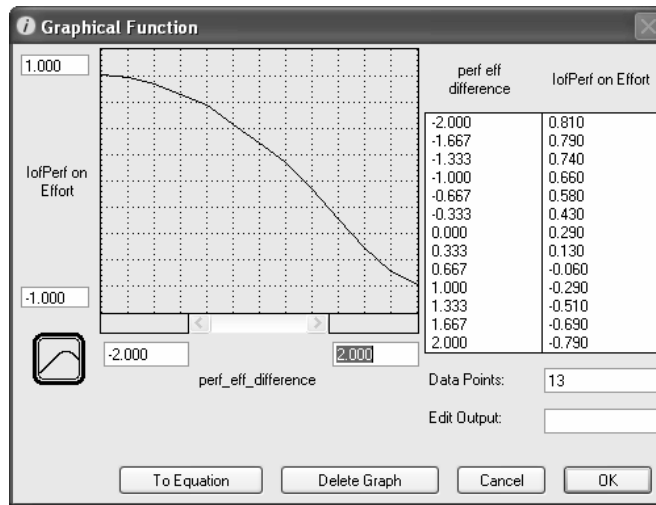 Graphical Function
1.000
IofPerf on
Effort
-1.000
-2.000
2.000
perf_eff_difference
perf eff
difference
IofPerf on Effort
-2.000 0.810
-1.667 0.790
-1.333 0.740
-1.000 0.660
-0.667 0.580
-0.333 0.430
0.000 0.290
0.333 0.130
0.667 -0.060
1.000 -0.290
1.333 -0.510
1.667 -0.690
2.000 -0.790
Data Points: 13
Edit Output:
To Equation Delete Graph Cancel OK